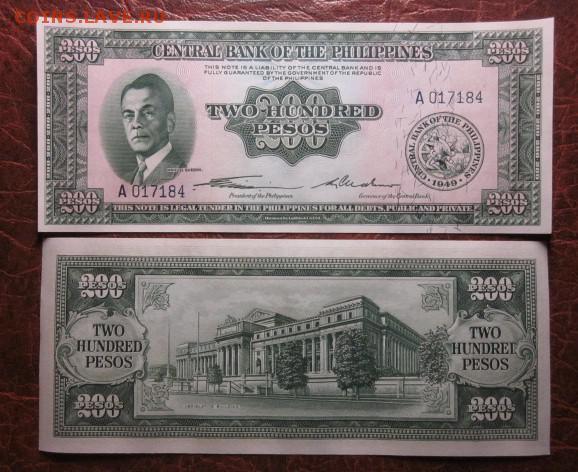 COINS.LAVE.RU
200 200
CENTRAL BANK OF THE PHILIPPINES
THIS NOTE IS A LIABILITY OF THE CENTRAL BANK AND IS
FULLY GUARANTEED BY THE GOVERNMENT OF THE REPUBLIC
OF THE PHILIPPINES
A 017184
200
TWO HUNDRED
PESOS
CENTRAL BANK OF THE PHILIPPINES
1949
A 017184
President of the Philippines
Governor of the Central Bank
200 200
THIS NOTE IS LEGAL TENDER IN THE PHILIPPINES FOR ALL DEBTS, PUBLIC AND PRIVATE
200 200
PESOS PESOS
TWO TWO
HUNDRED HUNDRED
PESOS PESOS
200 200
PESOS PESOS